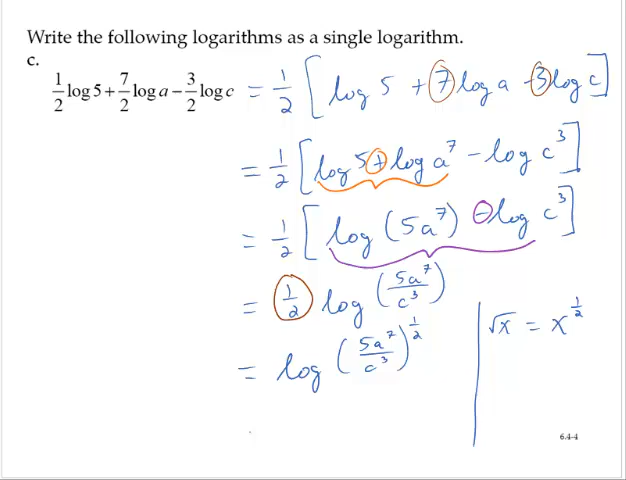 Write the following logarithms as a single logarithm.
c.
1/2 log 5 + 7/2 log a − 3/2 log c = 1/2 [log 5 + 7 log a − 3 log c]
= 1/2 [log 5 + log a^7 − log c^3]
= 1/2 [log (5a^7) − log c^3]
= 1/2 log (5a^7/c^3)
= log (5a^7/c^3)^(1/2)
√x = x^(1/2)
6.4-4